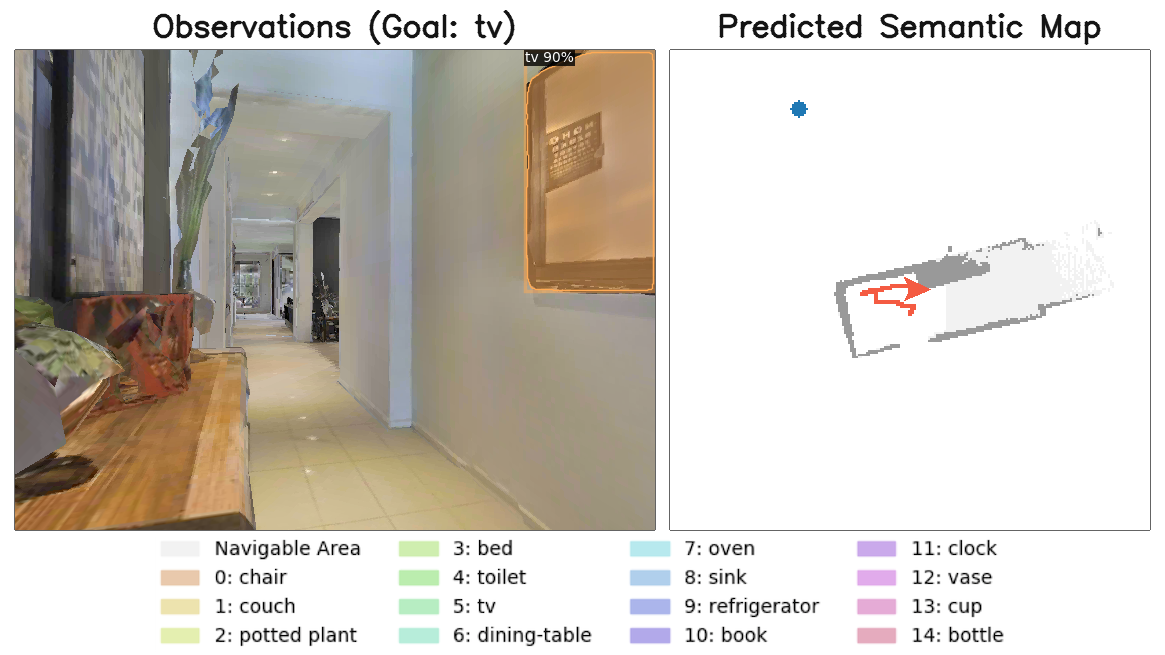 Observations (Goal: tv)
Predicted Semantic Map
tv 90%
Navigable Area
0: chair
1: couch
2: potted plant
3: bed
4: toilet
5: tv
6: dining-table
7: oven
8: sink
9: refrigerator
10: book
11: clock
12: vase
13: cup
14: bottle